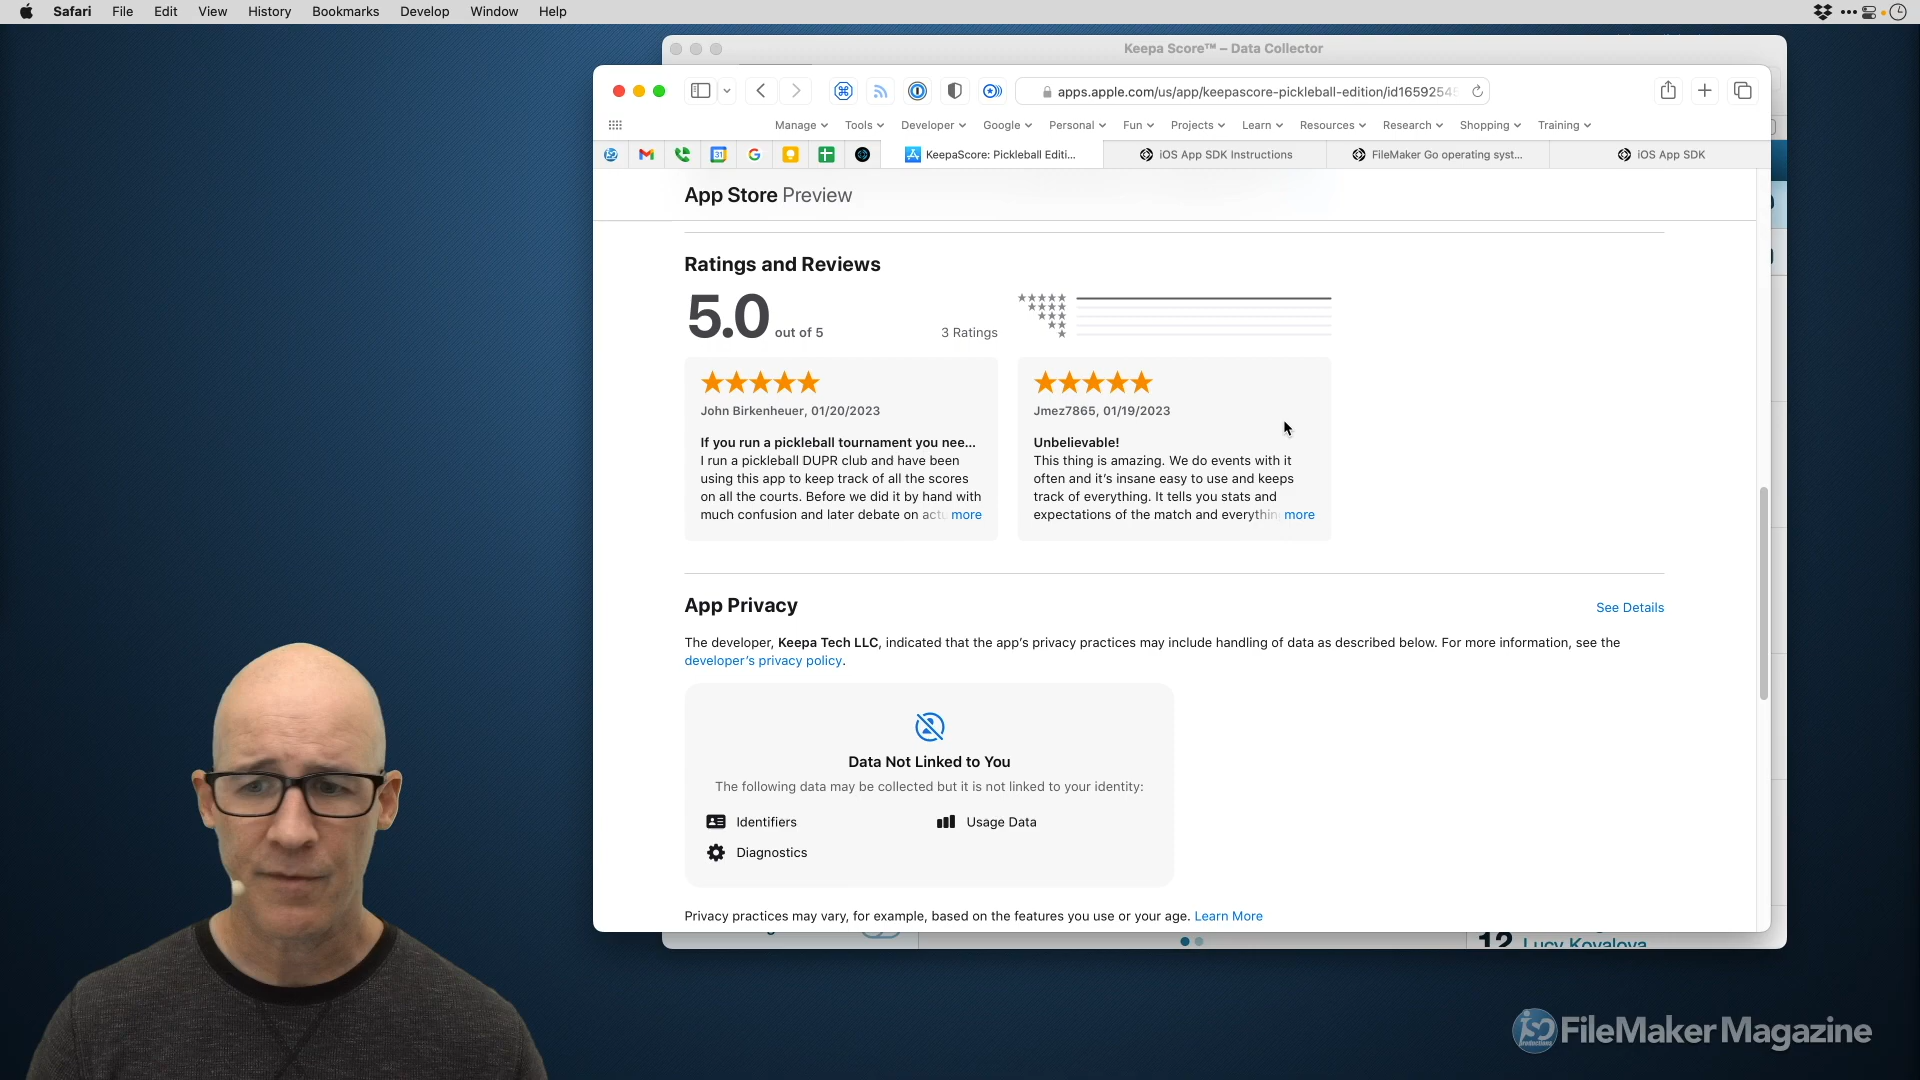 Safari File Edit View History Bookmarks Develop Window Help
Keepa Score™ – Data Collector
apps.apple.com/us/app/keepascore-pickleball-edition/id1659254
Manage Tools Developer Google Personal Fun Projects Learn Resources Research Shopping Training
KeepaScore: Pickleball Editi... iOS App SDK Instructions FileMaker Go operating syst... iOS App SDK
App Store Preview
Ratings and Reviews
5.0 out of 5 3 Ratings
John Birkenheuer, 01/20/2023
If you run a pickleball tournament you nee...
I run a pickleball DUPR club and have been
using this app to keep track of all the scores
on all the courts. Before we did it by hand with
much confusion and later debate on actu more
Jmez7865, 01/19/2023
Unbelievable!
This thing is amazing. We do events with it
often and it's insane easy to use and keeps
track of everything. It tells you stats and
expectations of the match and everythin more
App Privacy See Details
The developer, Keepa Tech LLC, indicated that the app's privacy practices may include handling of data as described below. For more information, see the
developer's privacy policy.
Data Not Linked to You
The following data may be collected but it is not linked to your identity:
Identifiers Usage Data
Diagnostics
Privacy practices may vary, for example, based on the features you use or your age. Learn More
12 Lucy Kovalova
FileMaker Magazine